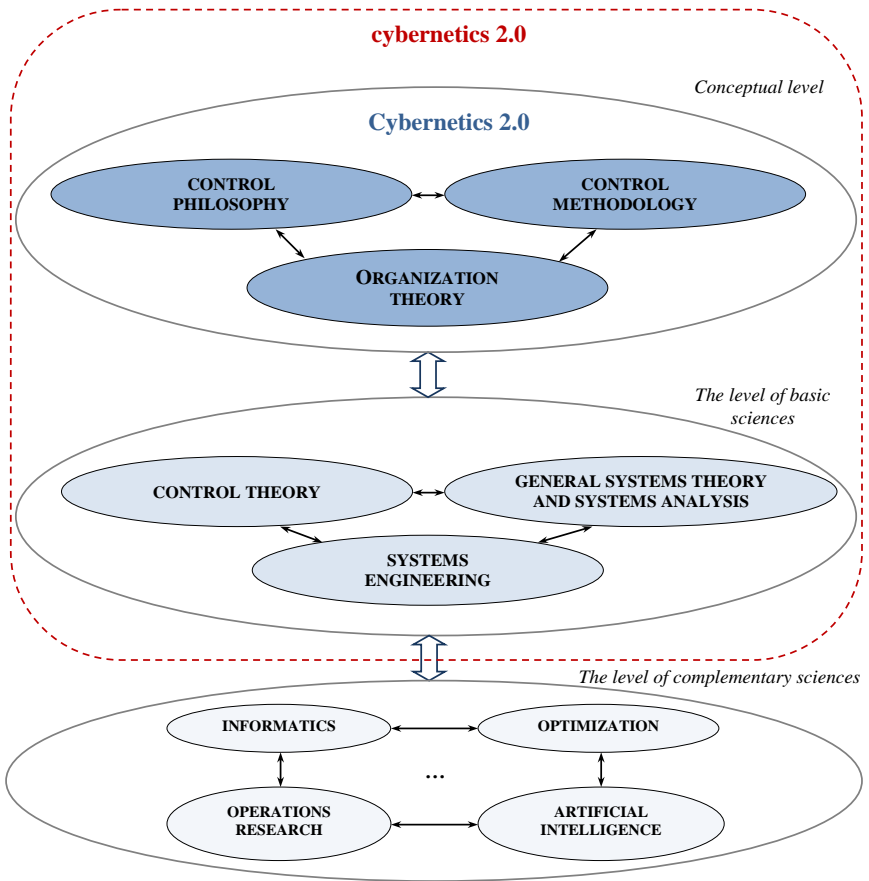 cybernetics 2.0
Conceptual level
Cybernetics 2.0
CONTROL
PHILOSOPHY
CONTROL
METHODOLOGY
ORGANIZATION
THEORY
The level of basic
sciences
CONTROL THEORY
GENERAL SYSTEMS THEORY
AND SYSTEMS ANALYSIS
SYSTEMS
ENGINEERING
The level of complementary sciences
INFORMATICS
OPTIMIZATION
...
OPERATIONS
RESEARCH
ARTIFICIAL
INTELLIGENCE